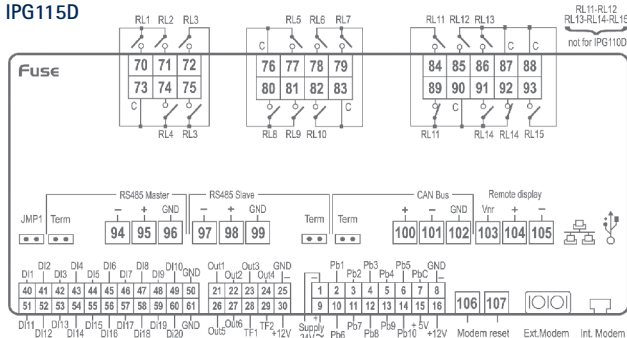 IPG115D
RL1 RL2 RL3 RL5 RL6 RL7 RL11 RL12 RL13 RL11-RL12
RL13-RL14-RL15
not for IPG110D
C C C
Fuse
70 71 72 76 77 78 79 84 85 86 87 88
73 74 75 80 81 82 83 89 90 91 92 93
C C C
RL4 RL3 RL8 RL9 RL10 RL11 RL14 RL14 RL15
RS485 Master RS485 Slave CAN Bus Remote display
JMP1 Term − + GND − + GND Term Term + − GND Vnr + −
94 95 96 97 98 99 100 101 102 103 104 105
DI1 DI2 DI3 DI4 DI5 DI6 DI7 DI8 DI9 DI10 GND Out1 Out2 Out3 Out4 GND − Pb1 Pb2 Pb3 Pb4 Pb5 Pb6 PbC GND
40 41 42 43 44 45 46 47 48 49 50 21 22 23 24 25 − 1 2 3 4 5 6 7 8
51 52 53 54 55 56 57 58 59 60 61 26 27 28 29 30 + 9 10 11 12 13 14 15 16
106 107
DI11 DI12 DI13 DI14 DI15 DI16 DI17 DI18 DI19 Di20 GND Out5 Out6 TF1 TF2 +12V Supply Pb6 Pb7 Pb8 Pb9 Pb10 + 5V +12V Modem reset Ext.Modem Int. Modem
24V